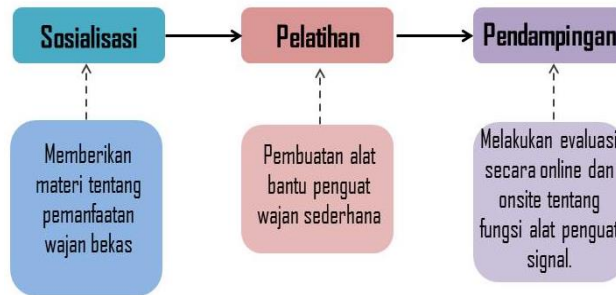 Sosialisasi
Pelatihan
Pendampingan
Memberikan
materi tentang
pemanfaatan
wajan bekas
Pembuatan alat
bantu penguat
wajan sederhana
Melakukan evaluasi
secara online dan
onsite tentang
fungsi alat penguat
signal.